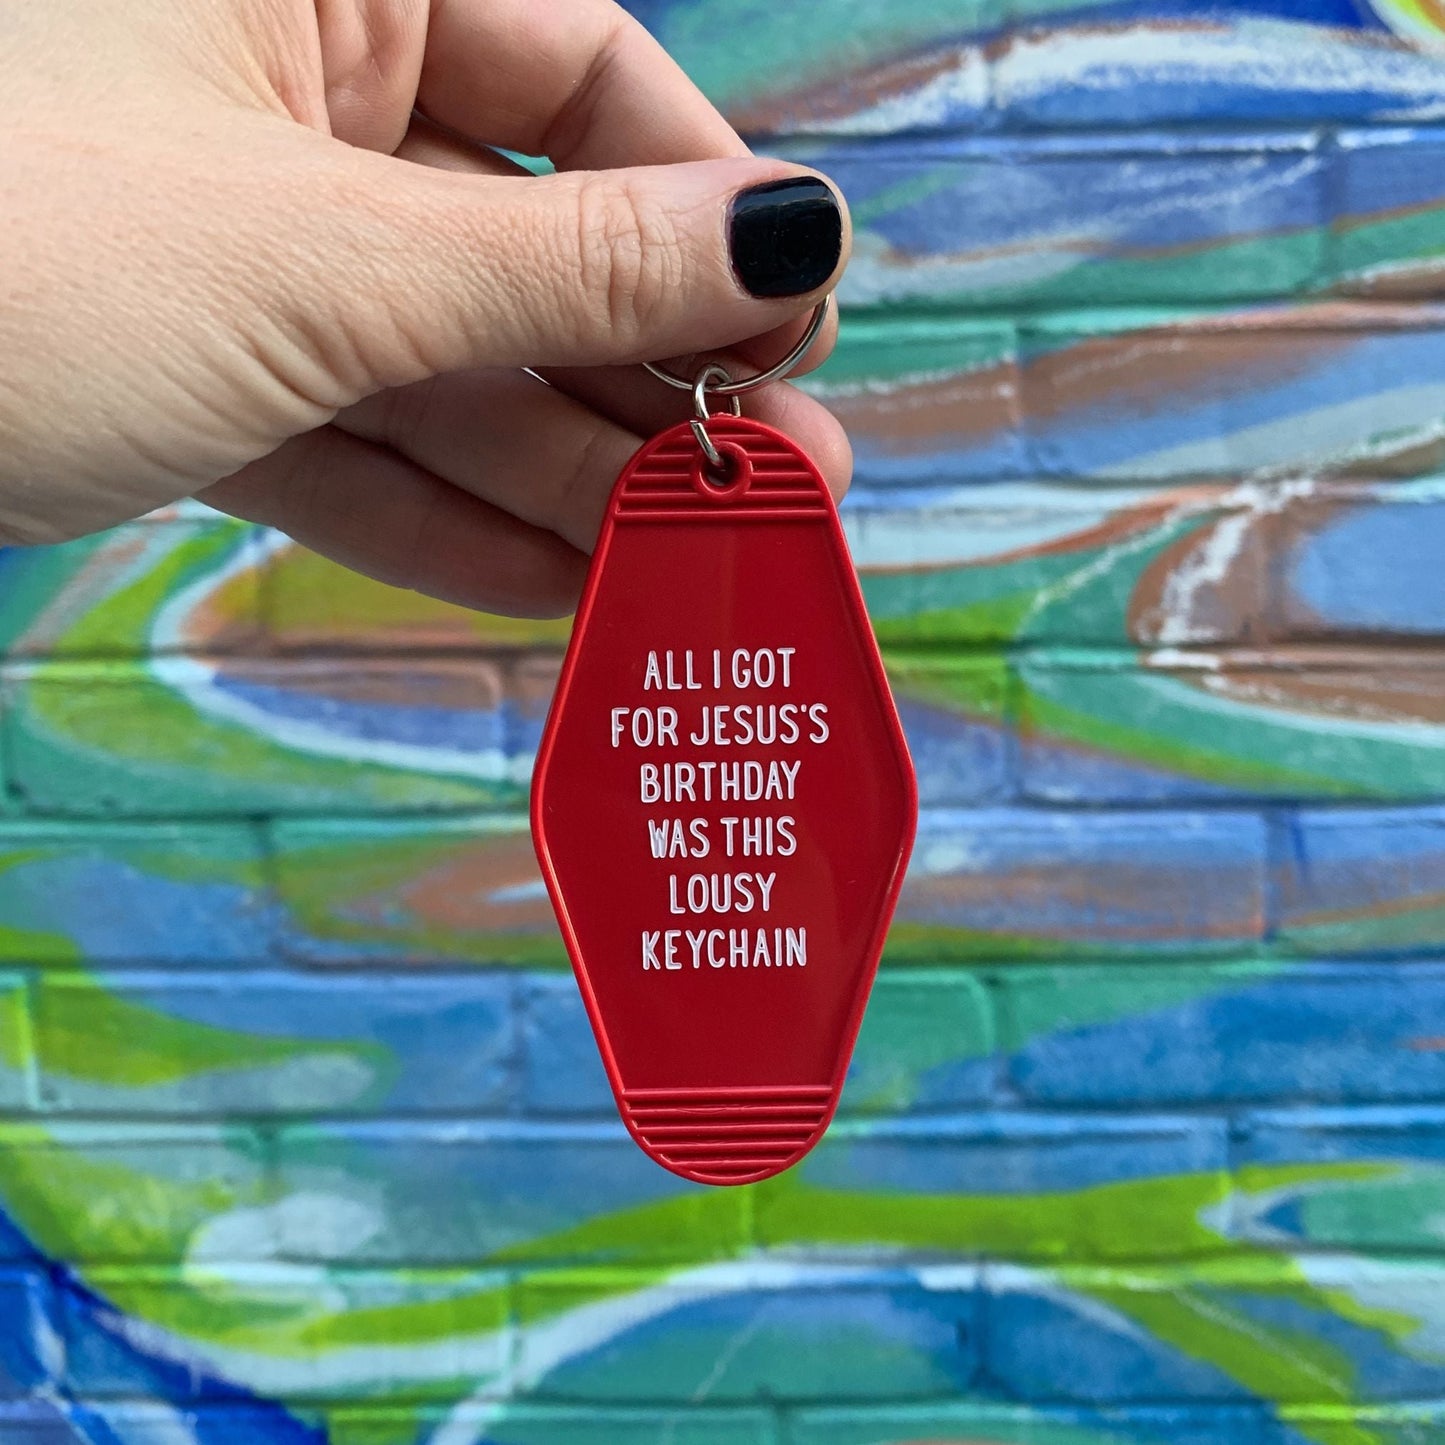 ALL I GOT
FOR JESUS'S
BIRTHDAY
WAS THIS
LOUSY
KEYCHAIN